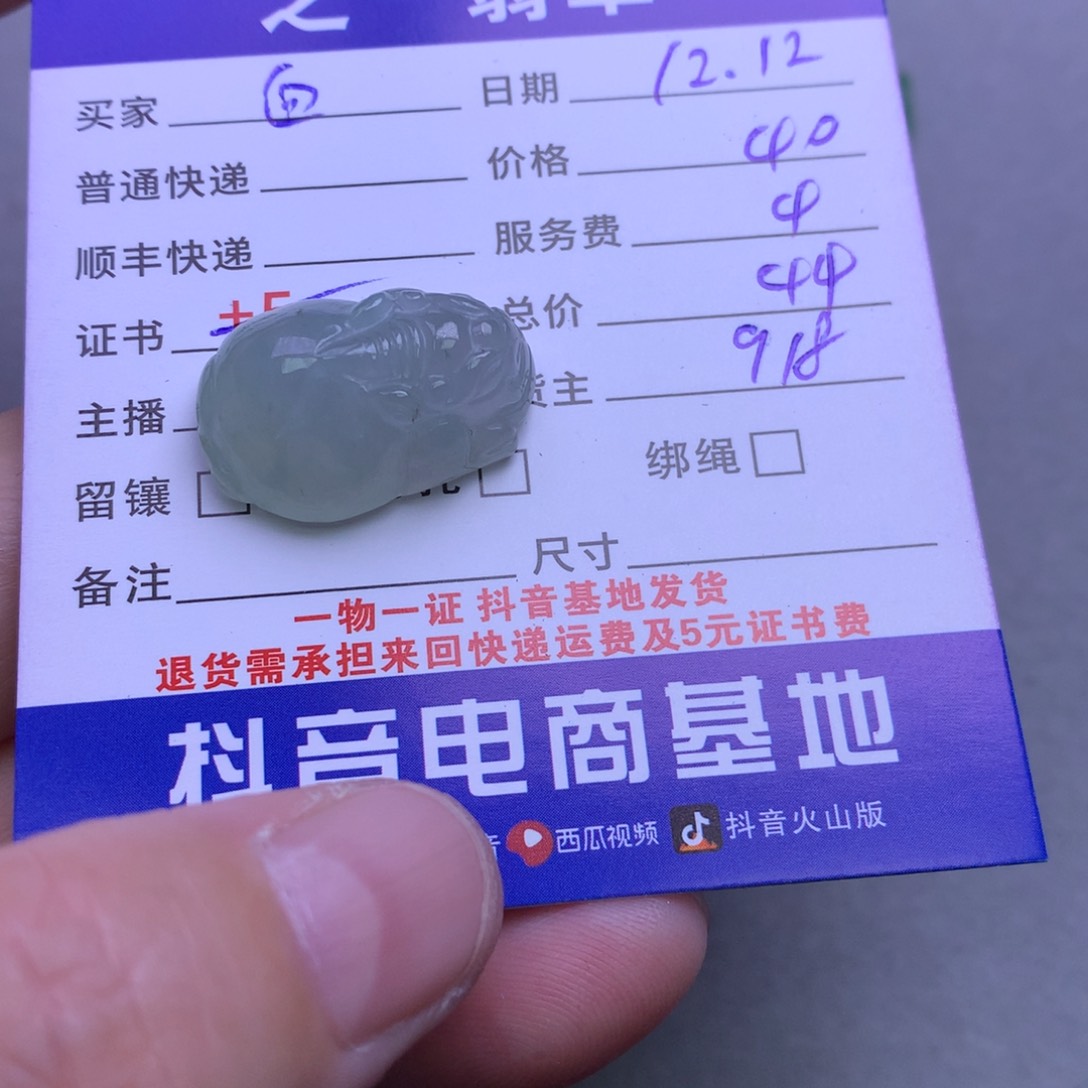 买家 回 日期 12.12
普通快递 价格 40
顺丰快递 服务费 4
+5
证书 总价 44
主播 货主 918
留镶 孔 绑绳
备注 尺寸
一物一证 抖音基地发货
退货需承担来回快递运费及5元证书费
抖音电商基地
音 西瓜视频 抖音火山版